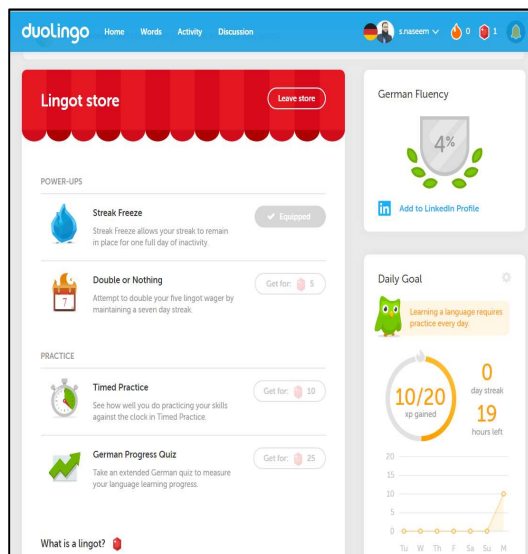 duolingo Home Words Activity Discussion s.naseem 0 1
Lingot store
Leave store
POWER-UPS
Streak Freeze
Equipped
Streak Freeze allows your streak to remain
in place for one full day of inactivity.
Double or Nothing
Get for: 5
7
Attempt to double your five lingot wager by
maintaining a seven day streak.
PRACTICE
Timed Practice
Get for: 10
See how well you do practicing your skills
against the clock in Timed Practice.
German Progress Quiz
Get for: 25
Take an extended German quiz to measure
your language learning progress.
What is a lingot?
German Fluency
4%
in Add to LinkedIn Profile
Daily Goal
Learning a language requires
practice every day.
10/20
xp gained
0
day streak
19
hours left
20
15
10
5
0
Tu W Th F Sa Su M